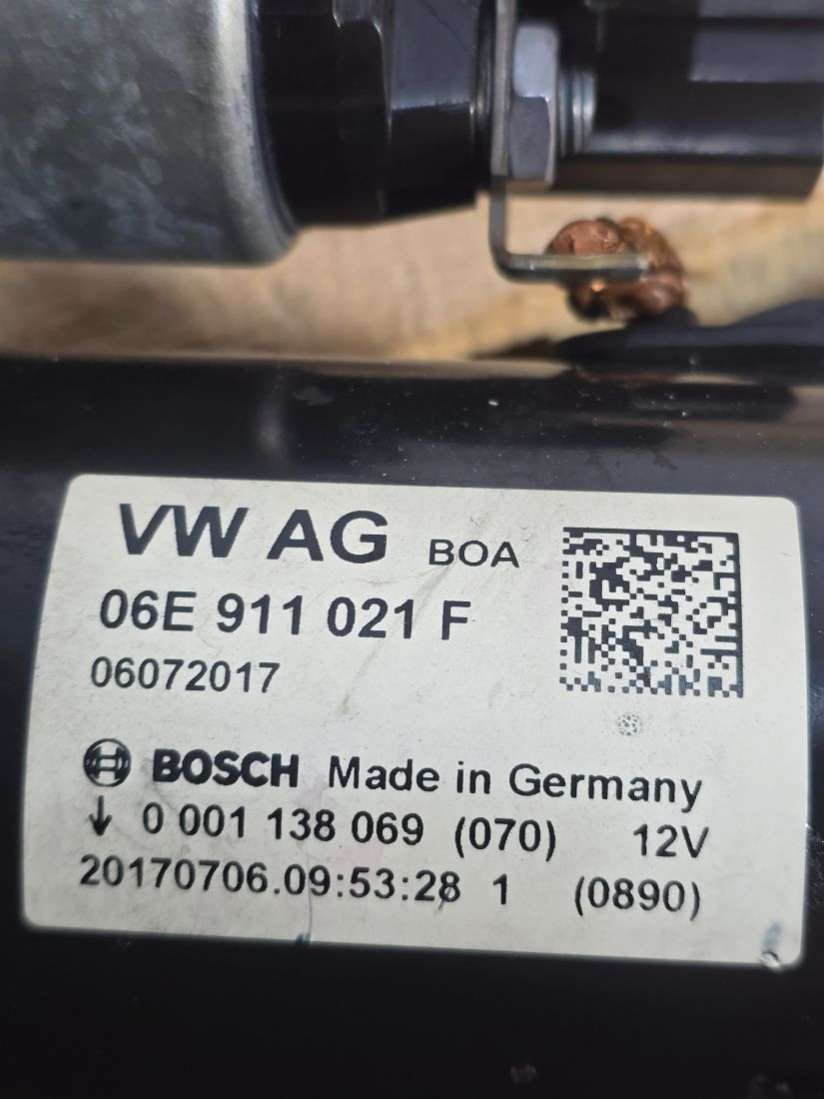 VW AG BOA
06E 911 021 F
06072017
BOSCH Made in Germany
↓ 0 001 138 069 (070) 12V
20170706.09:53:28 1 (0890)